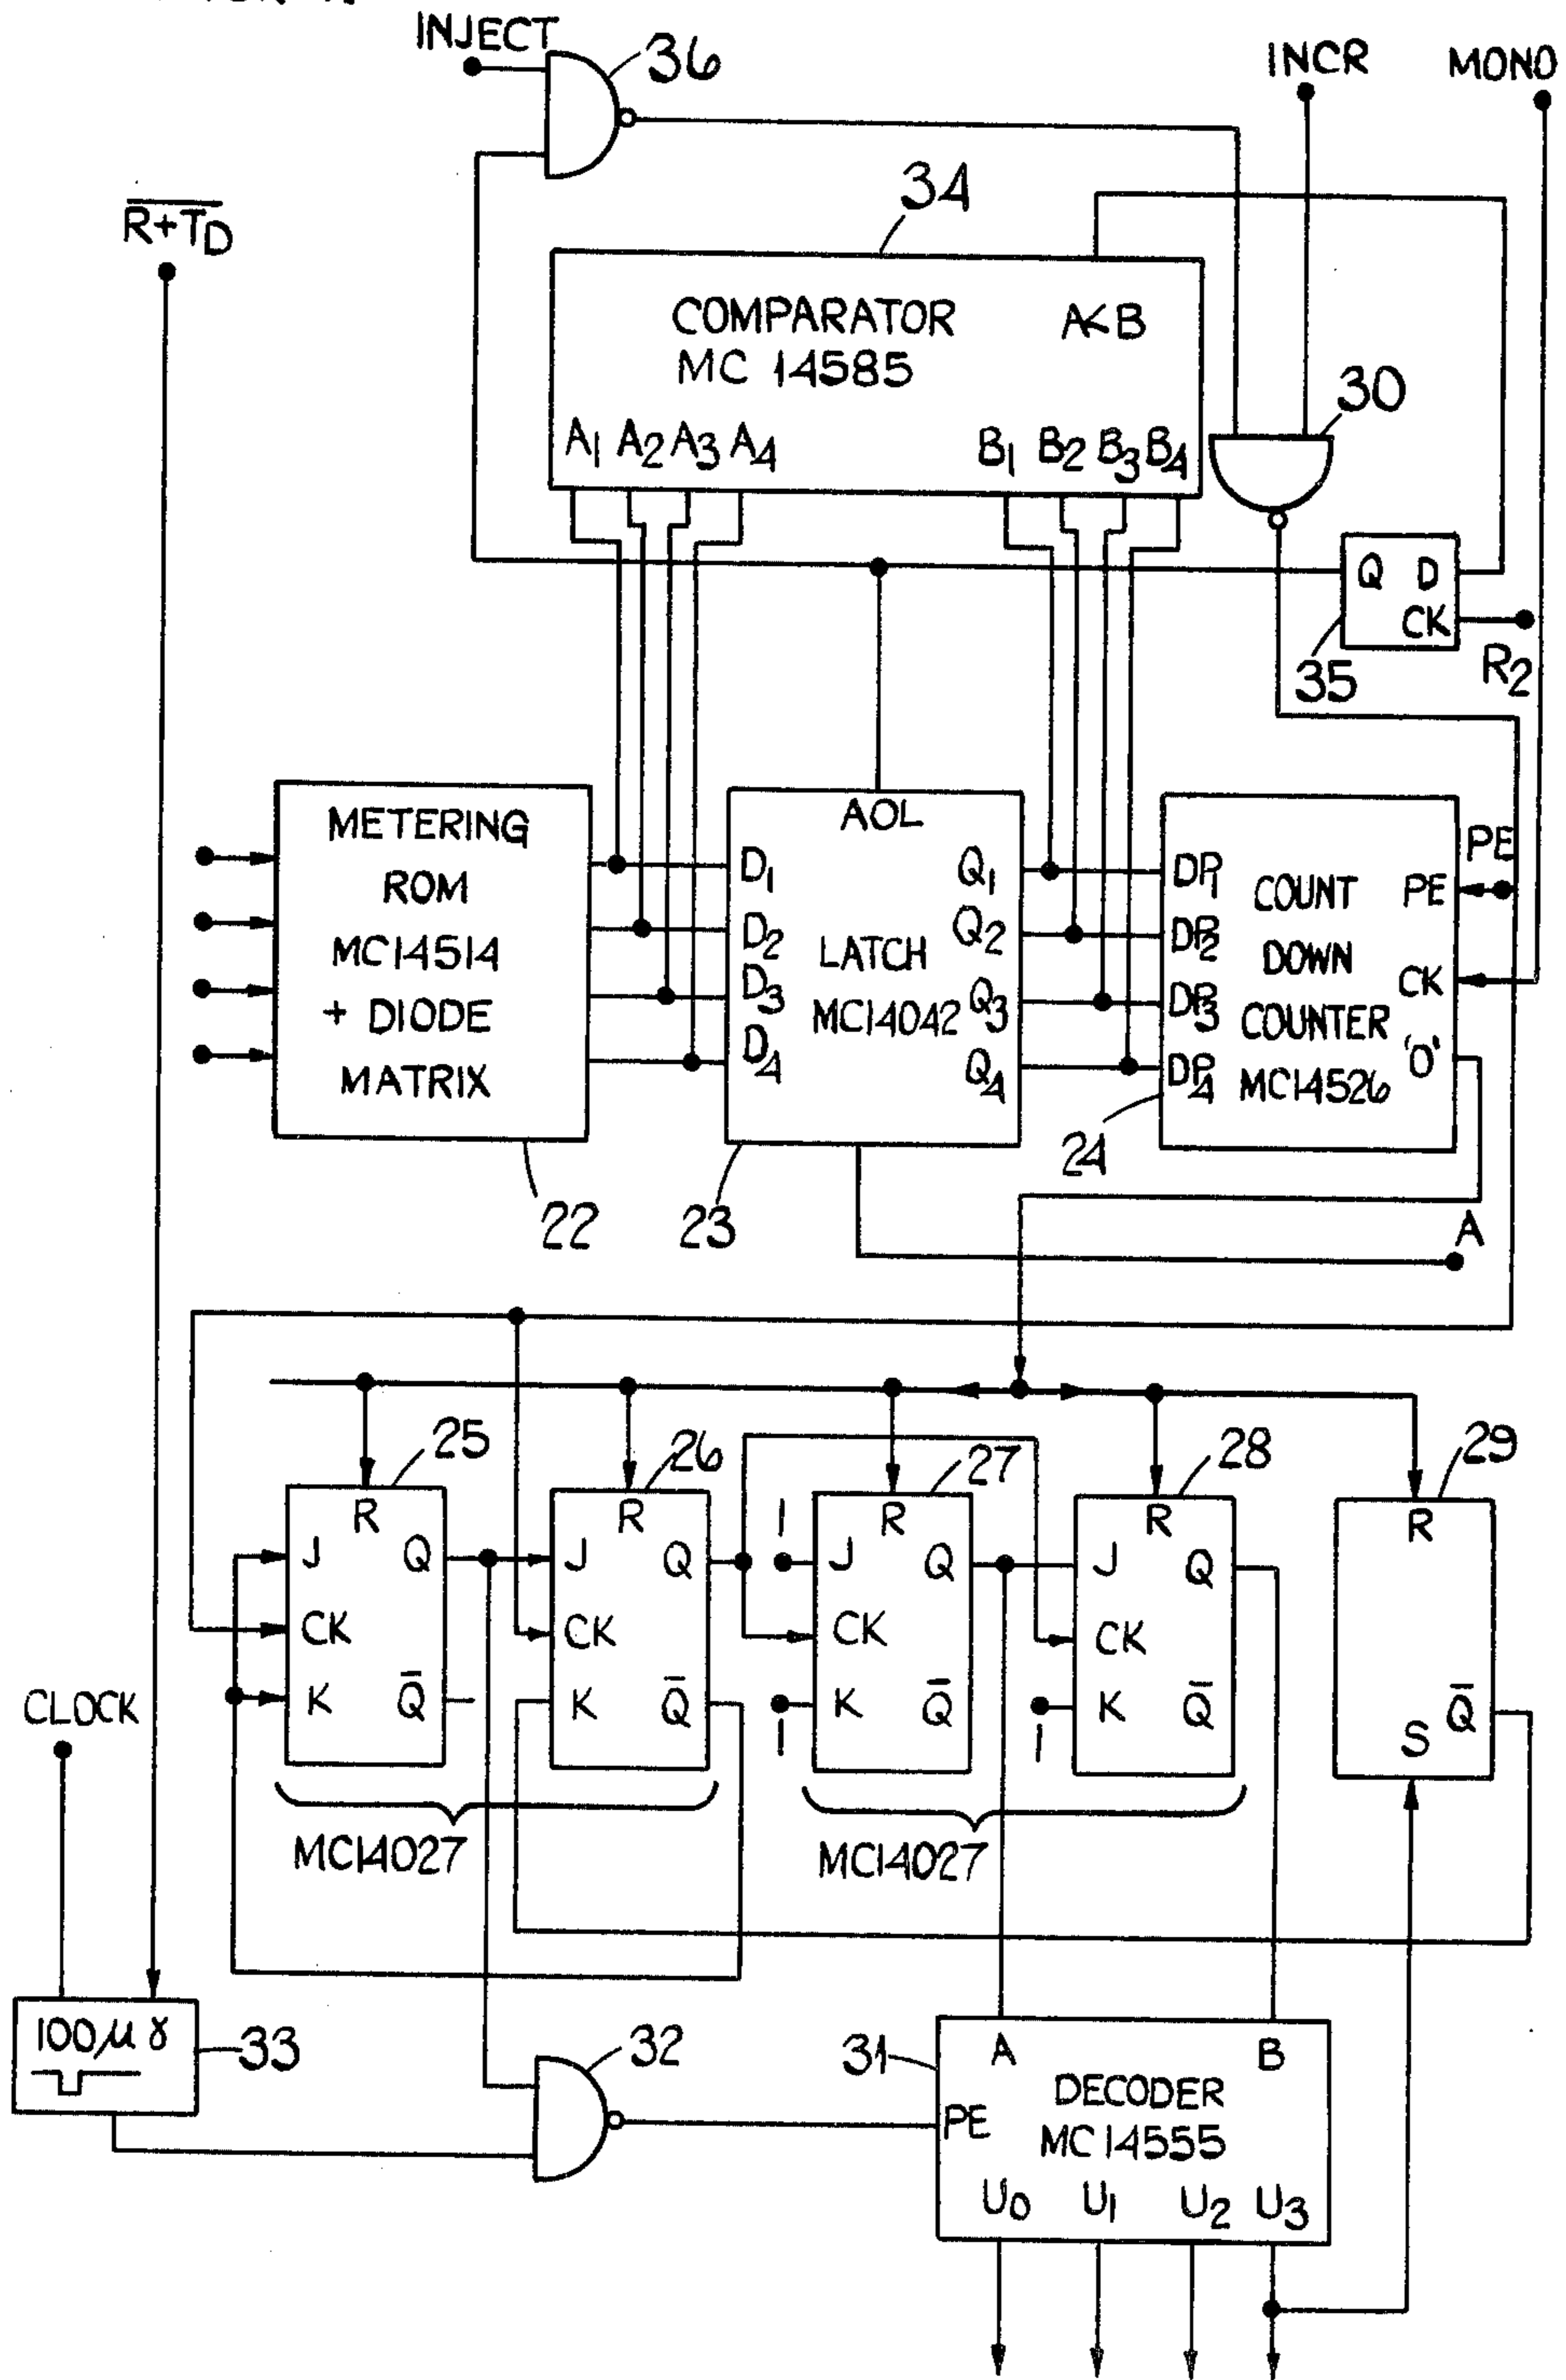 INJECT
36
INCR
MONO
R+TD
34
COMPARATOR
MC 14585
A<B
A1 A2 A3 A4
B1 B2 B3 B4
30
Q D
CK
35
R2
METERING
ROM
MC14514
+ DIODE
MATRIX
22
AOL
D1
D2
D3
D4
LATCH
MC14042
Q1
Q2
Q3
Q4
23
DP1
DP2
DP3
DP4
COUNT
DOWN
COUNTER
MC14526
PE
PE
CK
'0'
24
A
25
R
J Q
CK
K Q̄
26
R
J Q
CK
K Q̄
MC14027
27
1
R
J Q
CK
K Q̄
1
28
R
J Q
CK
K Q̄
1
MC14027
29
R
S Q̄
CLOCK
33
32
31
A B
DECODER
MC14555
PE
U0 U1 U2 U3